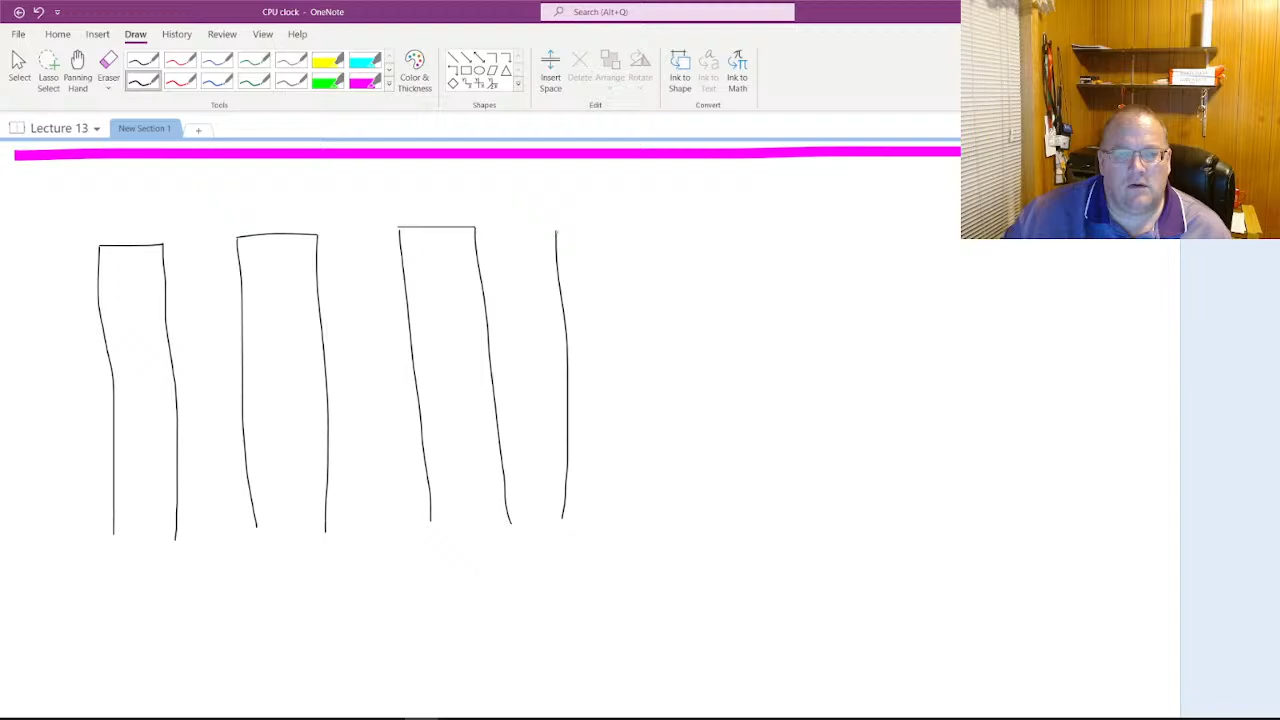 CPU clock - OneNote
Search (Alt+Q)
File Home Insert Draw History Review View Help
Select Lasso Select Panning Hand Erase Thickness Insert Space Delete Arrange Rotate Ink to Shape Ink to Text Ink to Math
Tools Shapes Edit Convert
Lecture 13 New Section 1 +